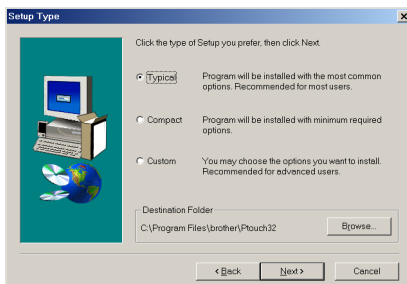 Setup Type
Click the type of Setup you prefer, then click Next.
Typical
Program will be installed with the most common
options. Recommended for most users.
Compact
Program will be installed with minimum required
options.
Custom
You may choose the options you want to install.
Recommended for advanced users.
Destination Folder
C:\Program Files\brother\Ptouch32
Browse...
< Back
Next >
Cancel